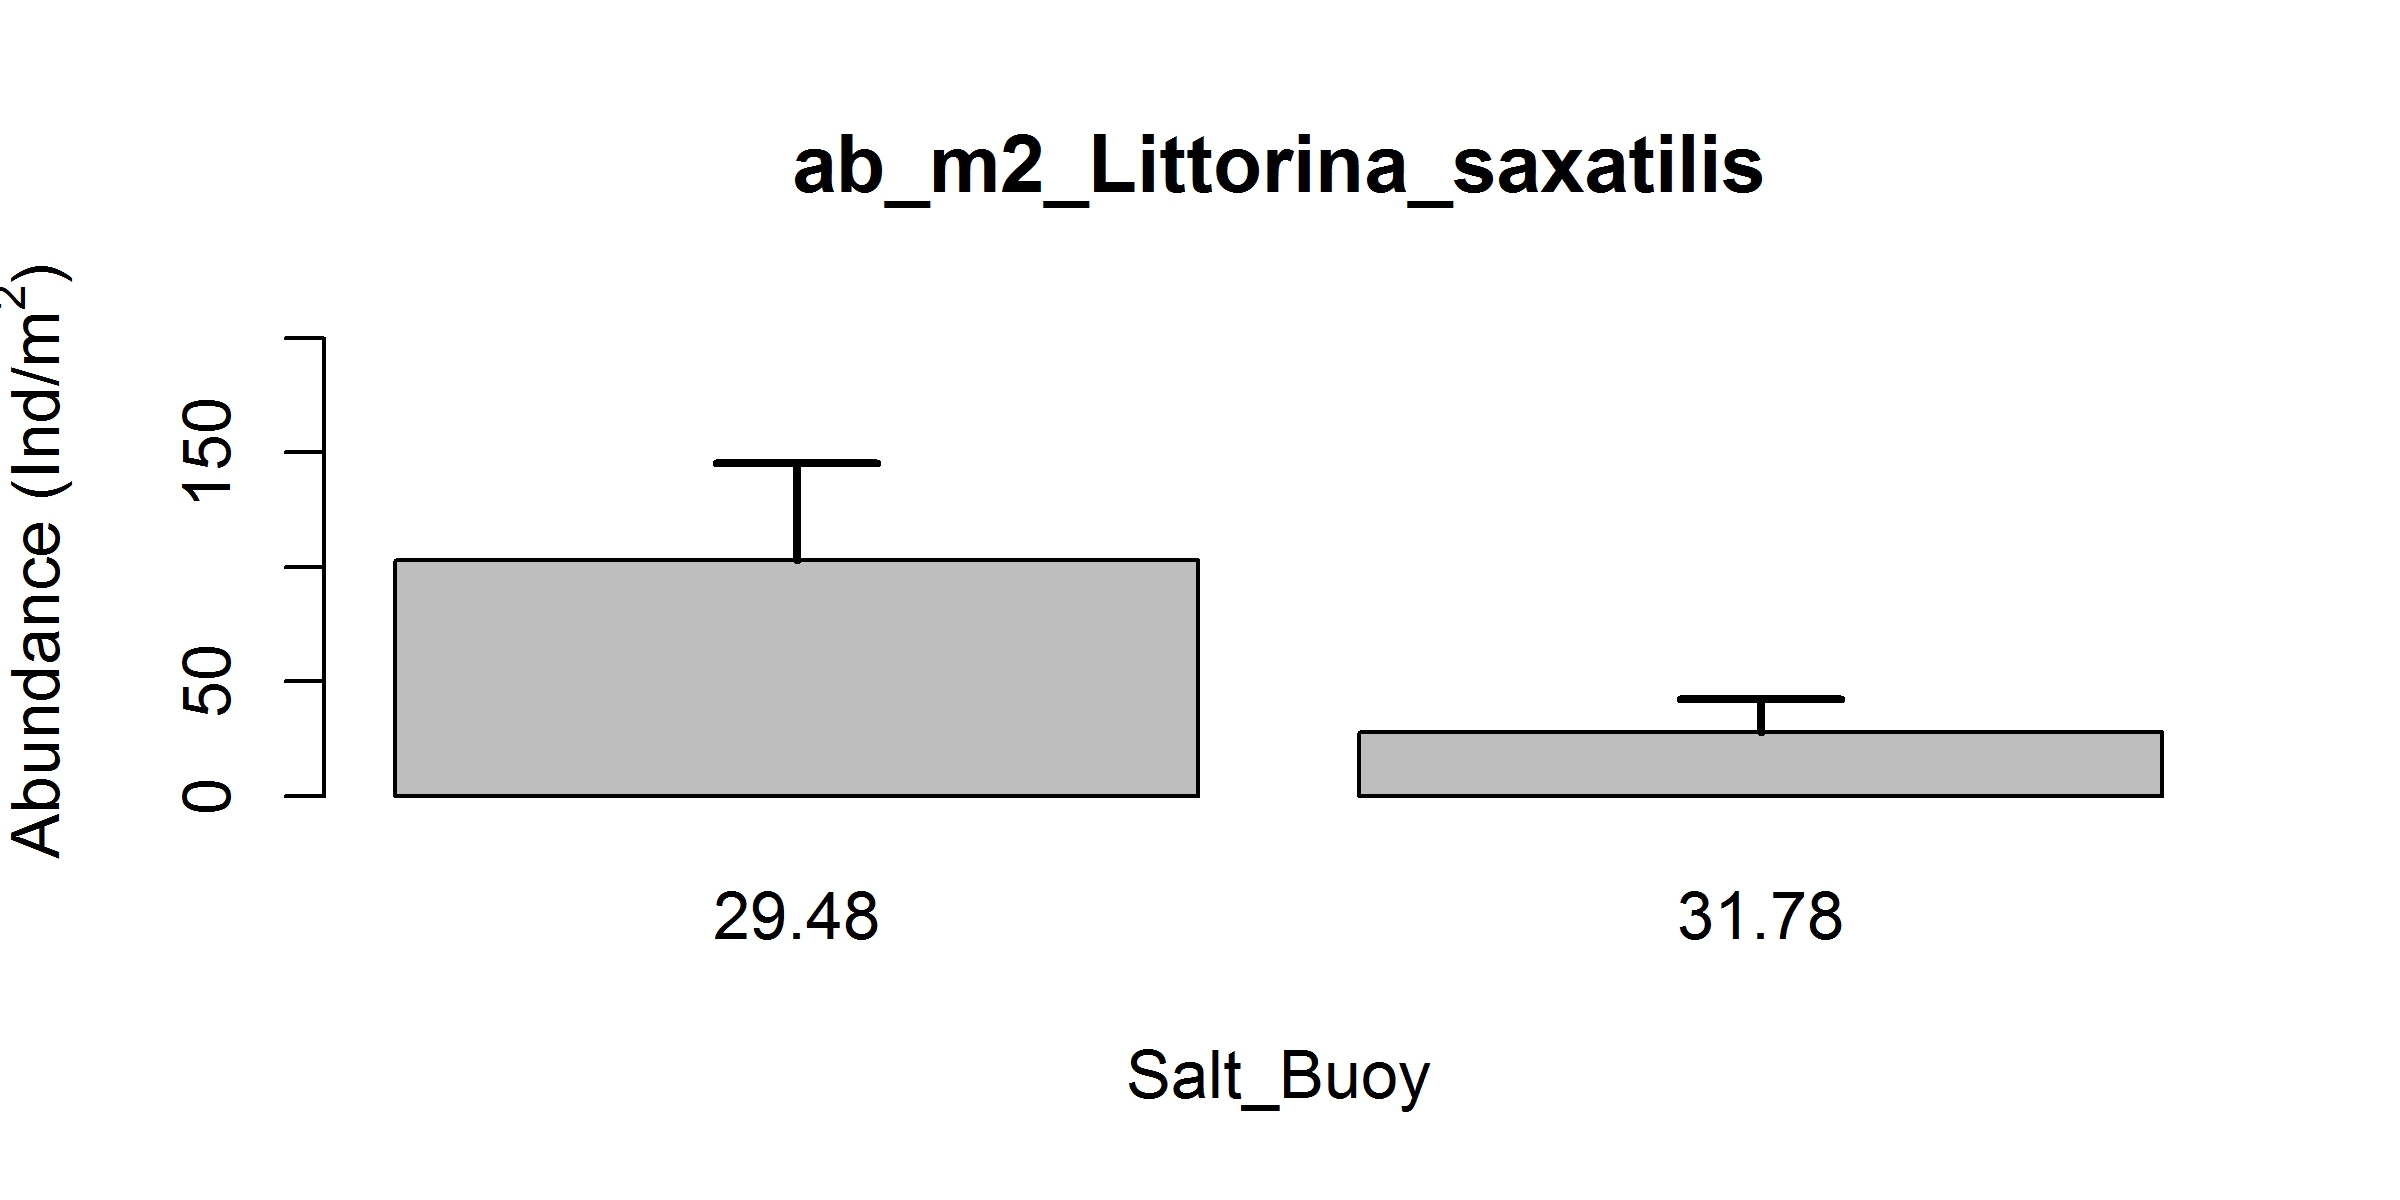 ab_m2_Littorina_saxatilis
Abundance (Ind/m²)
150
50
0
29.48 31.78
Salt_Buoy